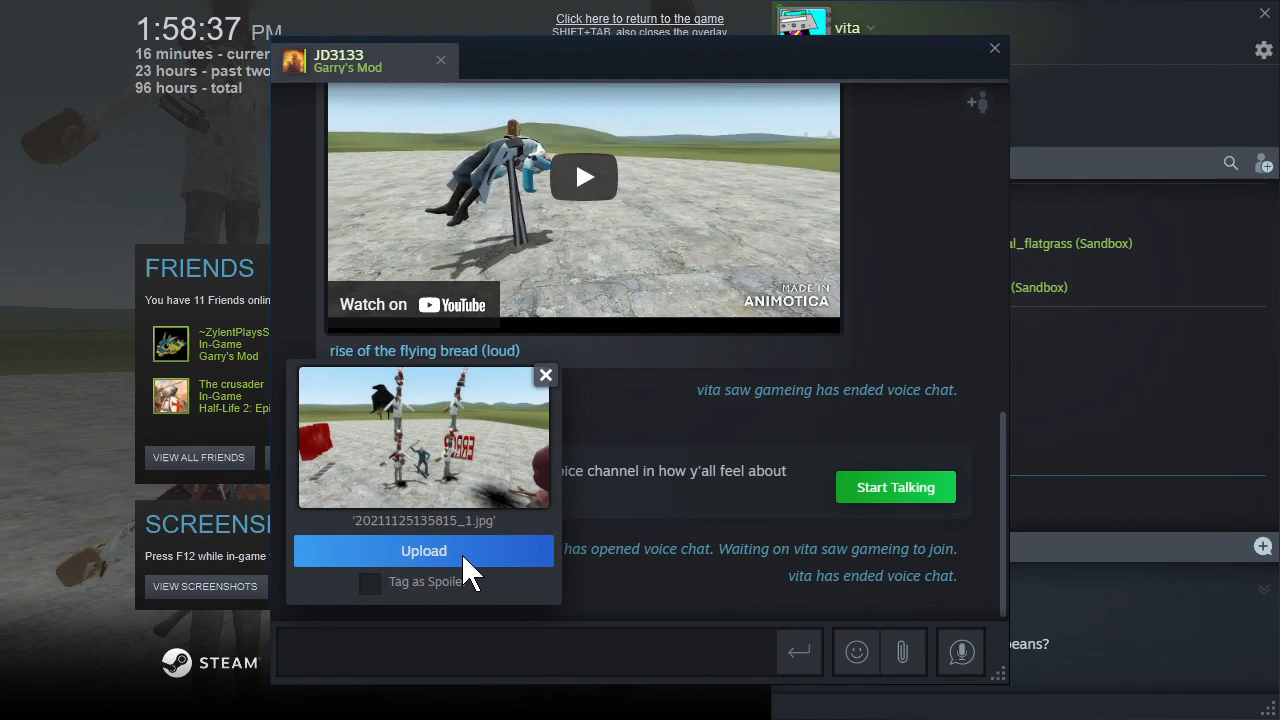 1:58:37 PM
16 minutes - curre
23 hours - past two
96 hours - total
Click here to return to the game
SHIFT+TAB also closes the overlay
vita
JD3133
Garry's Mod
Watch on YouTube
MADE IN
ANIMOTICA
rise of the flying bread (loud)
vita saw gameing has ended voice chat.
oice channel in how y'all feel about
Start Talking
has opened voice chat. Waiting on vita saw gameing to join.
vita has ended voice chat.
ERROR
'20211125135815_1.jpg'
Upload
Tag as Spoile
FRIENDS
You have 11 Friends onlin
~ZylentPlaysS
In-Game
Garry's Mod
The crusader
In-Game
Half-Life 2: Epi
VIEW ALL FRIENDS
SCREENS
Press F12 while in-game
VIEW SCREENSHOTS
STEAM
al_flatgrass (Sandbox)
(Sandbox)
eans?